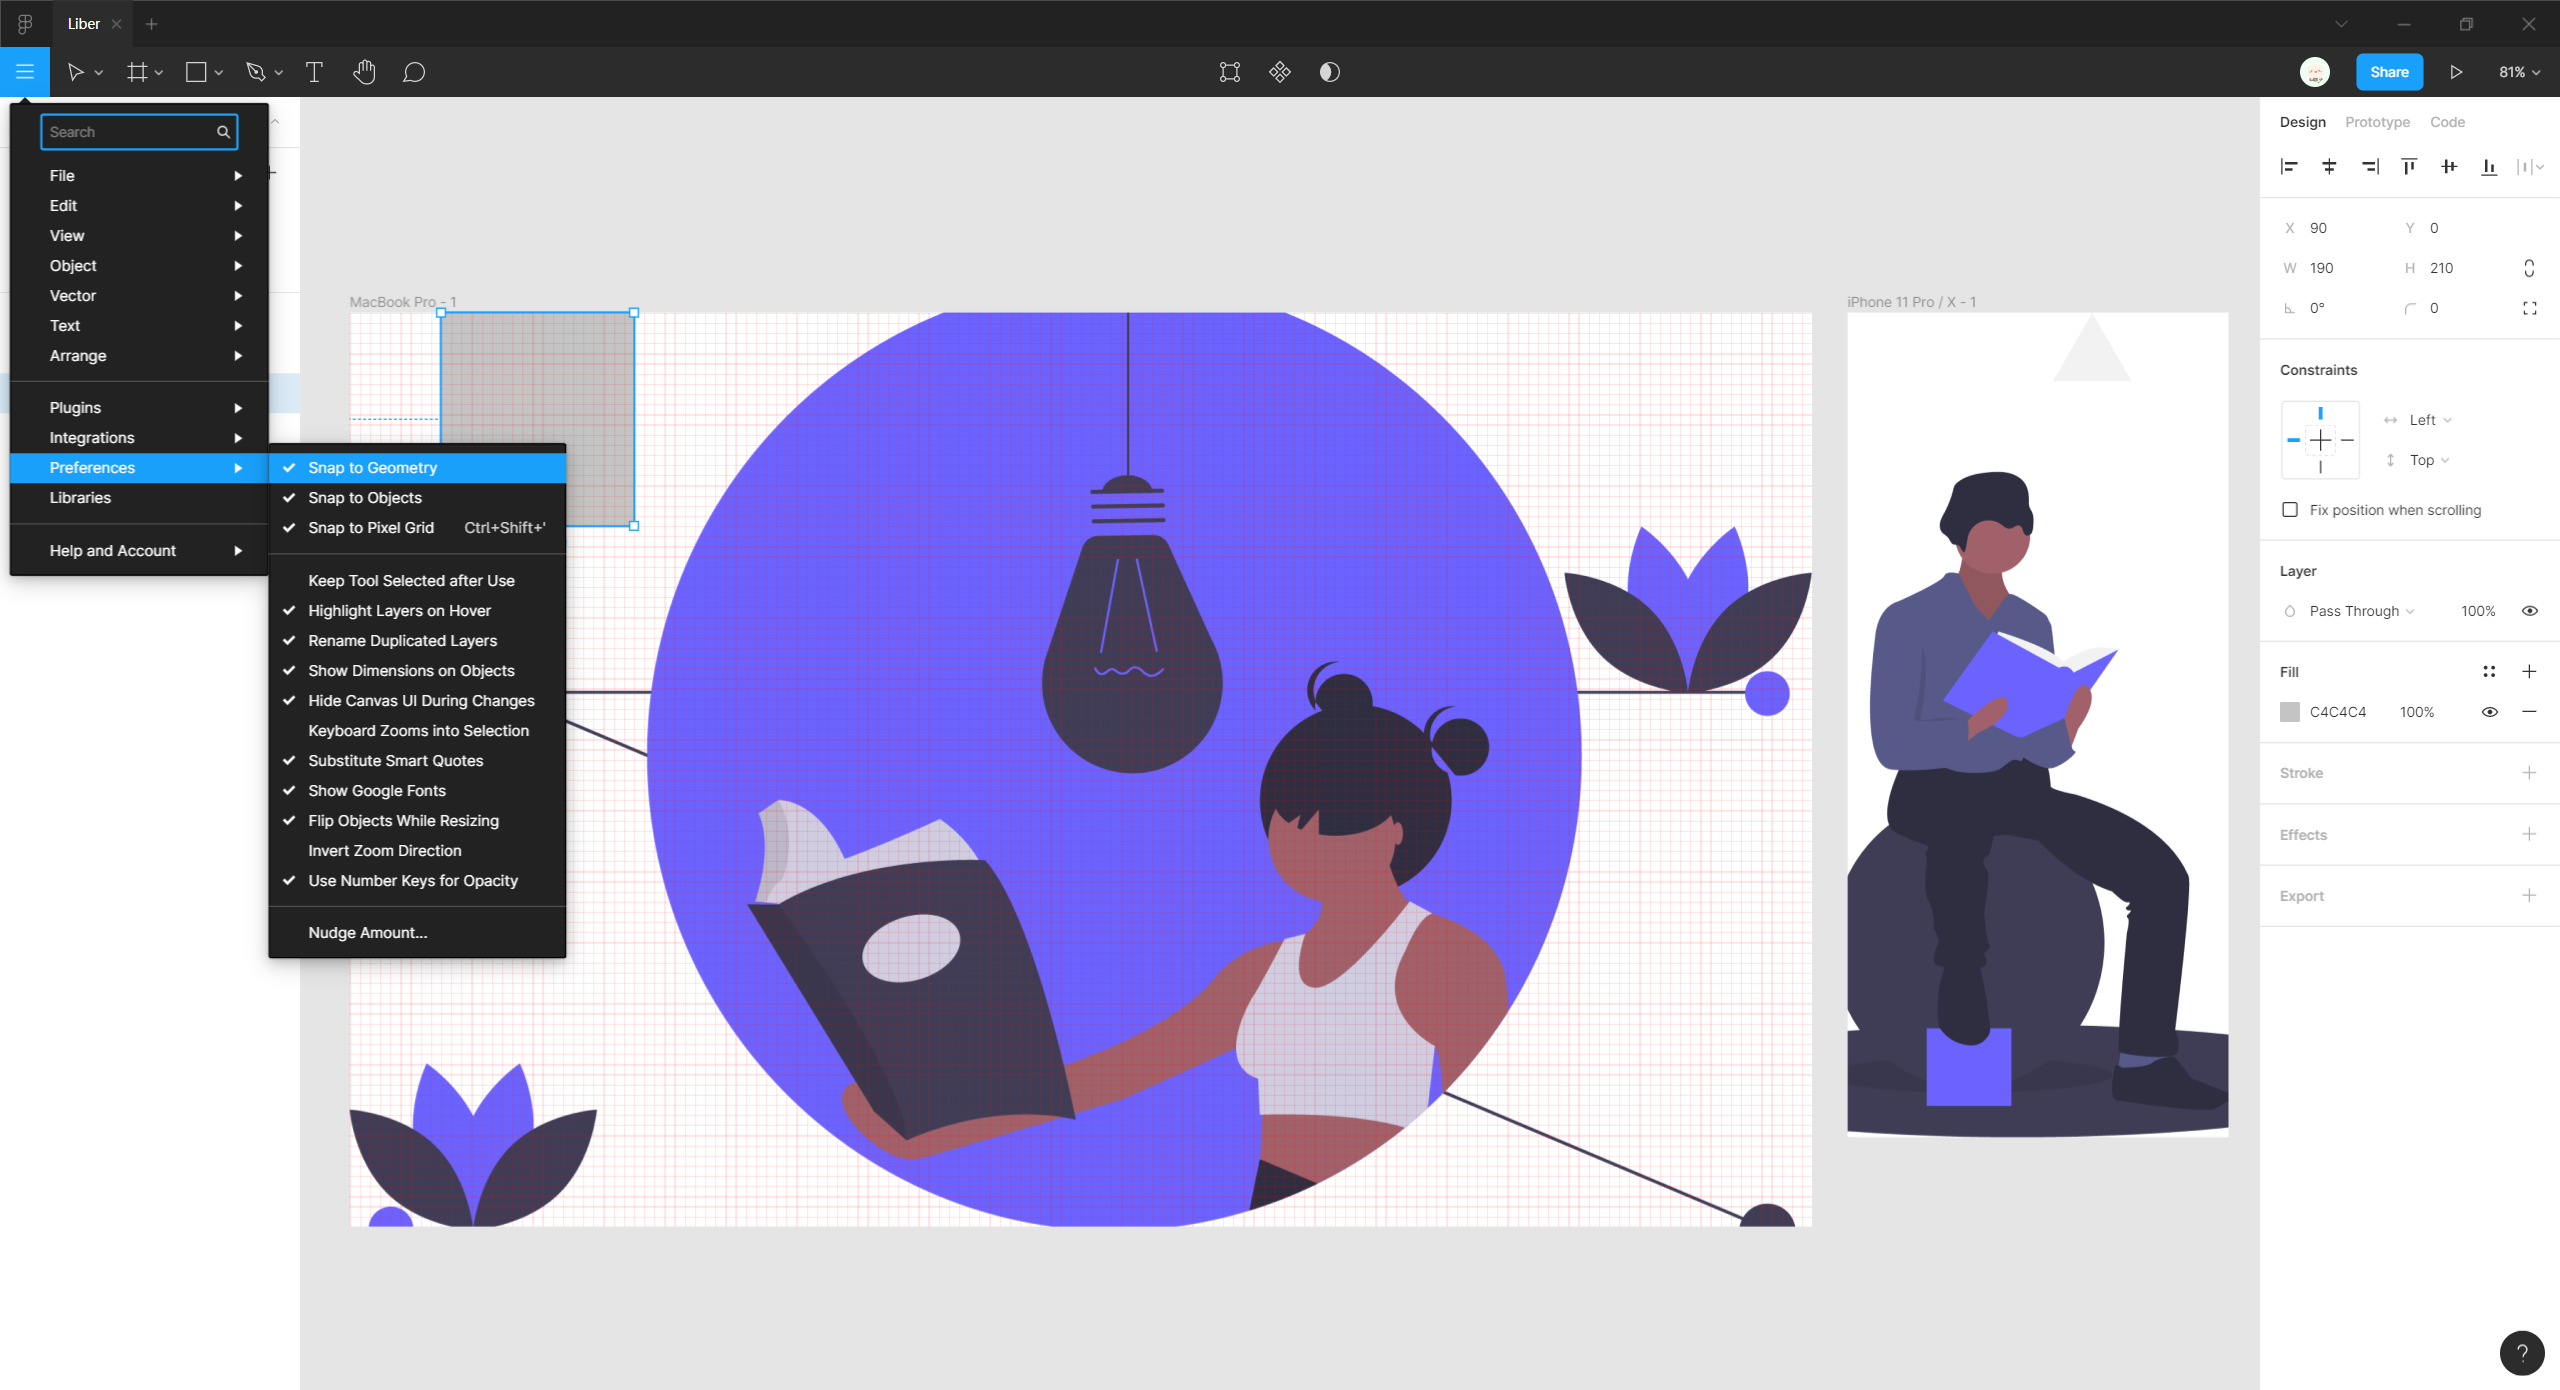 Liber
Share
81%
Search
File
Edit
View
Object
Vector
Text
Arrange
Plugins
Integrations
Preferences
Libraries
Help and Account
Snap to Geometry
Snap to Objects
Snap to Pixel Grid Ctrl+Shift+'
Keep Tool Selected after Use
Highlight Layers on Hover
Rename Duplicated Layers
Show Dimensions on Objects
Hide Canvas UI During Changes
Keyboard Zooms into Selection
Substitute Smart Quotes
Show Google Fonts
Flip Objects While Resizing
Invert Zoom Direction
Use Number Keys for Opacity
Nudge Amount...
MacBook Pro - 1
iPhone 11 Pro / X - 1
Design Prototype Code
X 90 Y 0
W 190 H 210
0° 0
Constraints
Left
Top
Fix position when scrolling
Layer
Pass Through 100%
Fill
C4C4C4 100%
Stroke
Effects
Export
?